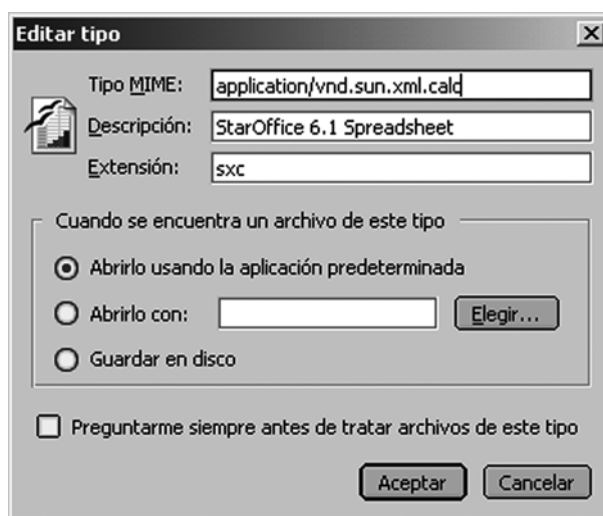 Editar tipo
Tipo MIME: application/vnd.sun.xml.calc
Descripción: StarOffice 6.1 Spreadsheet
Extensión: sxc
Cuando se encuentra un archivo de este tipo
Abrirlo usando la aplicación predeterminada
Abrirlo con: Elegir...
Guardar en disco
Preguntarme siempre antes de tratar archivos de este tipo
Aceptar Cancelar